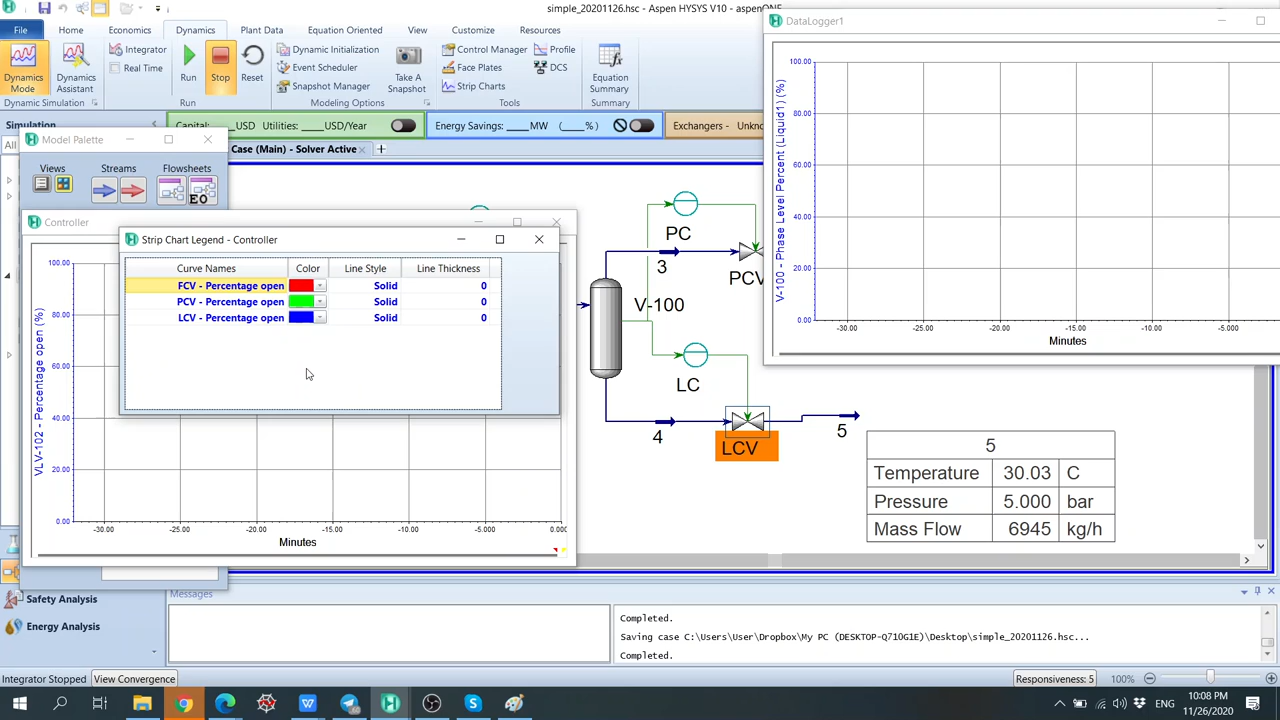 simple_20201126.hsc - Aspen HYSYS V10 - aspenONE
File
Home
Economics
Dynamics
Plant Data
Equation Oriented
View
Customize
Resources
Dynamics Mode
Dynamics Assistant
Integrator
Real Time
Run
Stop
Reset
Dynamics Initialization
Event Scheduler
Snapshot Manager
Take A Snapshot
Control Manager
Face Plates
Strip Charts
Profile
DCS
Equation Summary
Dynamic Simulation
Run
Modeling Options
Tools
Summary
Simulation
Capital: ____USD Utilities: ____USD/Year
Energy Savings: ____MW (____%)
Exchangers - Unkno
All
Model Palette
Case (Main) - Solver Active
Views
Streams
Flowsheets
EO
Controller
Strip Chart Legend - Controller
Curve Names
Color
Line Style
Line Thickness
FCV - Percentage open
Solid
0
PCV - Percentage open
Solid
0
LCV - Percentage open
Solid
0
VLV-102 - Percentage open (%)
100.00
80.00
60.00
40.00
20.00
0.00
-30.00
-25.00
-20.00
-15.00
-10.00
-5.000
0.000
Minutes
DataLogger1
V-100 - Phase Level Percent (Liquid1) (%)
100.00
80.00
60.00
40.00
20.00
0.00
-30.00
-25.00
-20.00
-15.00
-10.00
-5.000
Minutes
PC
3
PCV
V-100
LC
4
LCV
5
5
Temperature 30.03 C
Pressure 5.000 bar
Mass Flow 6945 kg/h
Safety Analysis
Energy Analysis
Messages
Completed.
Saving case C:\Users\User\Dropbox\My PC (DESKTOP-Q710G1E)\Desktop\simple_20201126.hsc...
Completed.
Integrator Stopped
View Convergence
Responsiveness: 5
100%
ENG
10:08 PM
11/26/2020